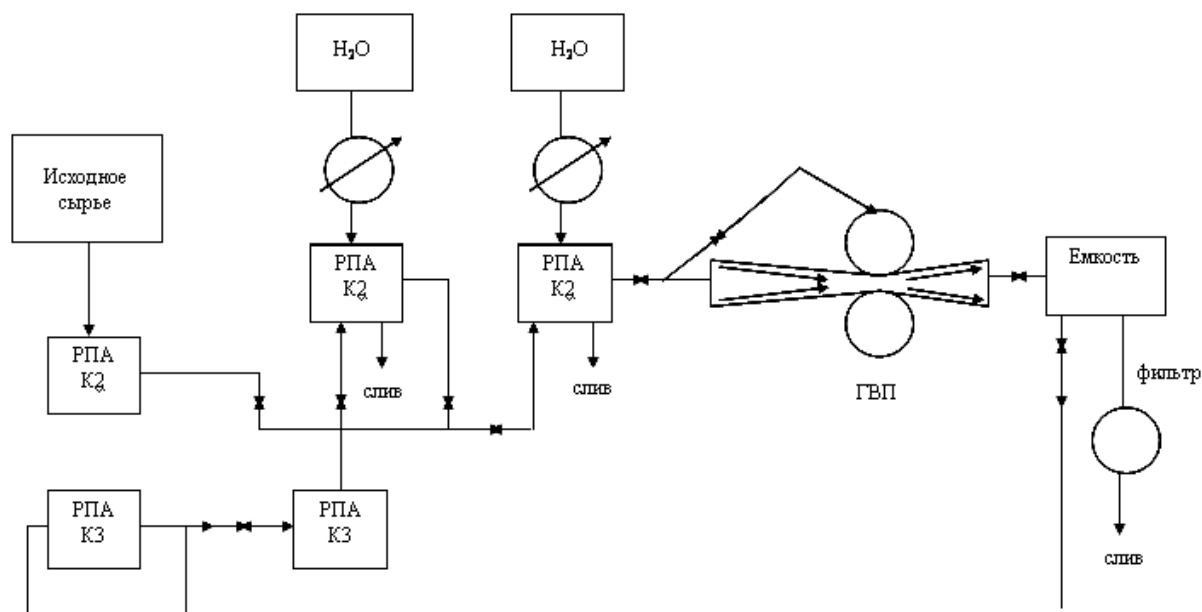 H₂O
H₂O
Исходное
сырье
РПА
К2
РПА
К2
Емкость
РПА
К2
слив
слив
ГВП
фильтр
РПА
К3
РПА
К3
слив